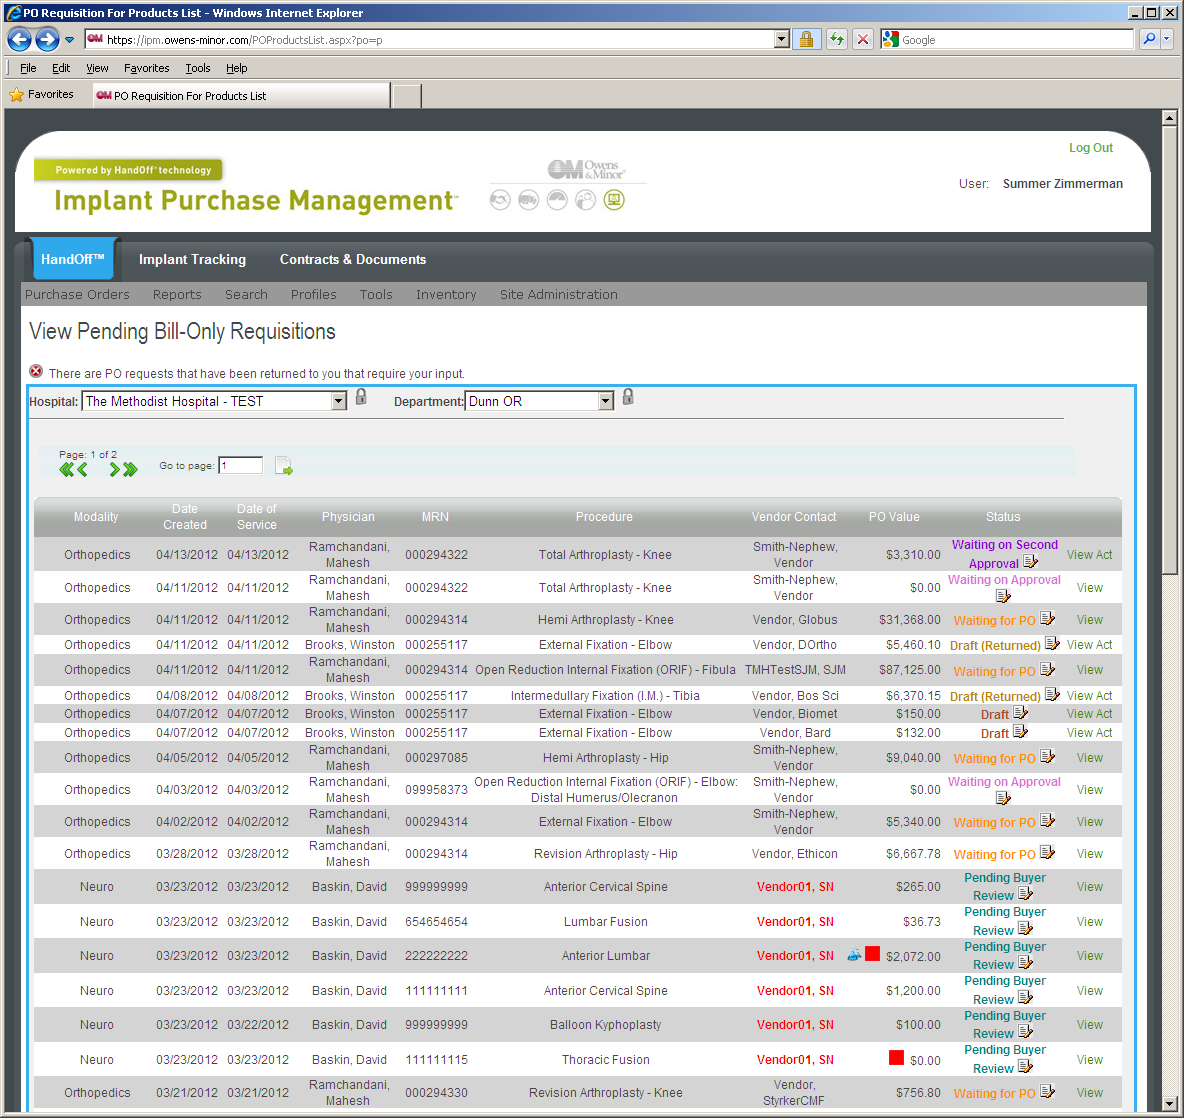 PO Requisition For Products List - Windows Internet Explorer
https://ipm.owens-minor.com/POProductsList.aspx?po=p
Google
File Edit View Favorites Tools Help
Favorites
OM PO Requisition For Products List
Log Out
Powered by HandOff technology
Implant Purchase Management
OM Owens & Minor
User: Summer Zimmerman
HandOff™ Implant Tracking Contracts & Documents
Purchase Orders Reports Search Profiles Tools Inventory Site Administration
View Pending Bill-Only Requisitions
There are PO requests that have been returned to you that require your input.
Hospital: The Methodist Hospital - TEST Department: Dunn OR
Page: 1 of 2
Go to page: 1
Modality Date Created Date of Service Physician MRN Procedure Vendor Contact PO Value Status
Orthopedics 04/13/2012 04/13/2012 Ramchandani, Mahesh 000294322 Total Arthroplasty - Knee Smith-Nephew, Vendor $3,310.00 Waiting on Second Approval View Act
Orthopedics 04/11/2012 04/11/2012 Ramchandani, Mahesh 000294322 Total Arthroplasty - Knee Smith-Nephew, Vendor $0.00 Waiting on Approval View
Orthopedics 04/11/2012 04/11/2012 Ramchandani, Mahesh 000294314 Hemi Arthroplasty - Knee Vendor, Globus $31,368.00 Waiting for PO View
Orthopedics 04/11/2012 04/11/2012 Brooks, Winston 000255117 External Fixation - Elbow Vendor, DOrtho $5,460.10 Draft (Returned) View Act
Orthopedics 04/11/2012 04/11/2012 Ramchandani, Mahesh 000294314 Open Reduction Internal Fixation (ORIF) - Fibula TMHTestSJM, SJM $87,125.00 Waiting for PO View
Orthopedics 04/08/2012 04/08/2012 Brooks, Winston 000255117 Intermedullary Fixation (I.M.) - Tibia Vendor, Bos Sci $6,370.15 Draft (Returned) View Act
Orthopedics 04/07/2012 04/07/2012 Brooks, Winston 000255117 External Fixation - Elbow Vendor, Biomet $150.00 Draft View Act
Orthopedics 04/07/2012 04/07/2012 Brooks, Winston 000255117 External Fixation - Elbow Vendor, Bard $132.00 Draft View Act
Orthopedics 04/05/2012 04/05/2012 Ramchandani, Mahesh 000297085 Hemi Arthroplasty - Hip Smith-Nephew, Vendor $9,040.00 Waiting for PO View
Orthopedics 04/03/2012 04/03/2012 Ramchandani, Mahesh 099958373 Open Reduction Internal Fixation (ORIF) - Elbow: Distal Humerus/Olecranon Smith-Nephew, Vendor $0.00 Waiting on Approval View
Orthopedics 04/02/2012 04/02/2012 Ramchandani, Mahesh 000294314 External Fixation - Elbow Smith-Nephew, Vendor $5,340.00 Waiting for PO View
Orthopedics 03/28/2012 03/28/2012 Ramchandani, Mahesh 000294314 Revision Arthroplasty - Hip Vendor, Ethicon $6,667.78 Waiting for PO View
Neuro 03/23/2012 03/23/2012 Baskin, David 999999999 Anterior Cervical Spine Vendor01, SN $265.00 Pending Buyer Review View
Neuro 03/23/2012 03/23/2012 Baskin, David 654654654 Lumbar Fusion Vendor01, SN $36.73 Pending Buyer Review View
Neuro 03/23/2012 03/23/2012 Baskin, David 222222222 Anterior Lumbar Vendor01, SN $2,072.00 Pending Buyer Review View
Neuro 03/23/2012 03/23/2012 Baskin, David 111111111 Anterior Cervical Spine Vendor01, SN $1,200.00 Pending Buyer Review View
Neuro 03/23/2012 03/22/2012 Baskin, David 999999999 Balloon Kyphoplasty Vendor01, SN $100.00 Pending Buyer Review View
Neuro 03/23/2012 03/23/2012 Baskin, David 111111115 Thoracic Fusion Vendor01, SN $0.00 Pending Buyer Review View
Orthopedics 03/21/2012 03/21/2012 Ramchandani, Mahesh 000294330 Revision Arthroplasty - Knee Vendor, StyrkerCMF $756.80 Waiting for PO View